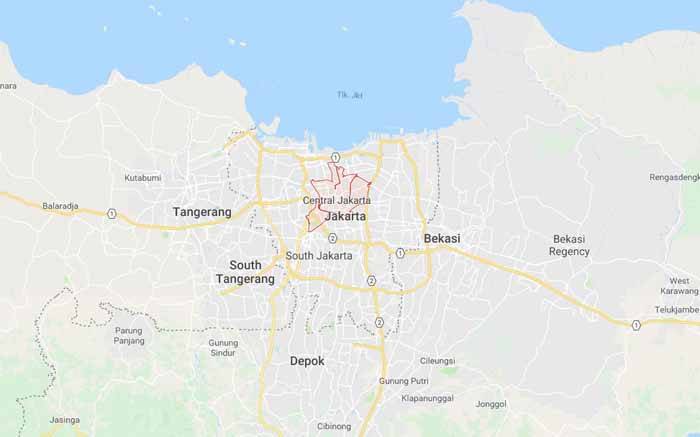 Tlk. Jkt
nara
Kutabumi
Rengasdengk
Balaradja
1
1
Tangerang
Central Jakarta
Jakarta
2
1
Bekasi
Bekasi
Regency
South Jakarta
South
Tangerang
2
West
Karawang
Telukjambe
1
2
Parung
Panjang
Gunung
Sindur
Depok
Cileungsi
Gunung Putri
Klapanunggal
Jonggol
Jasinga
Cibinong